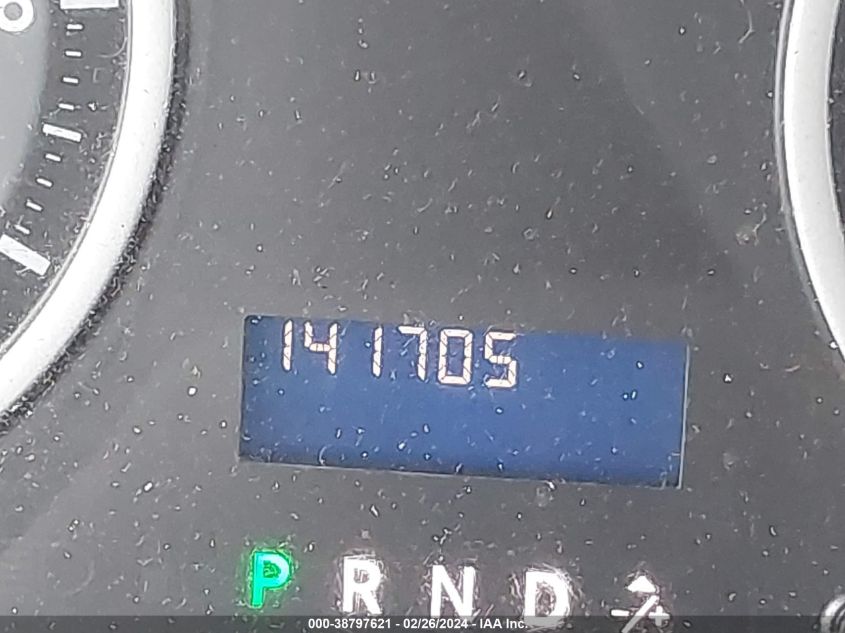 141705
P R N D -/+
000-38797621 - 02/26/2024 - IAA Inc.